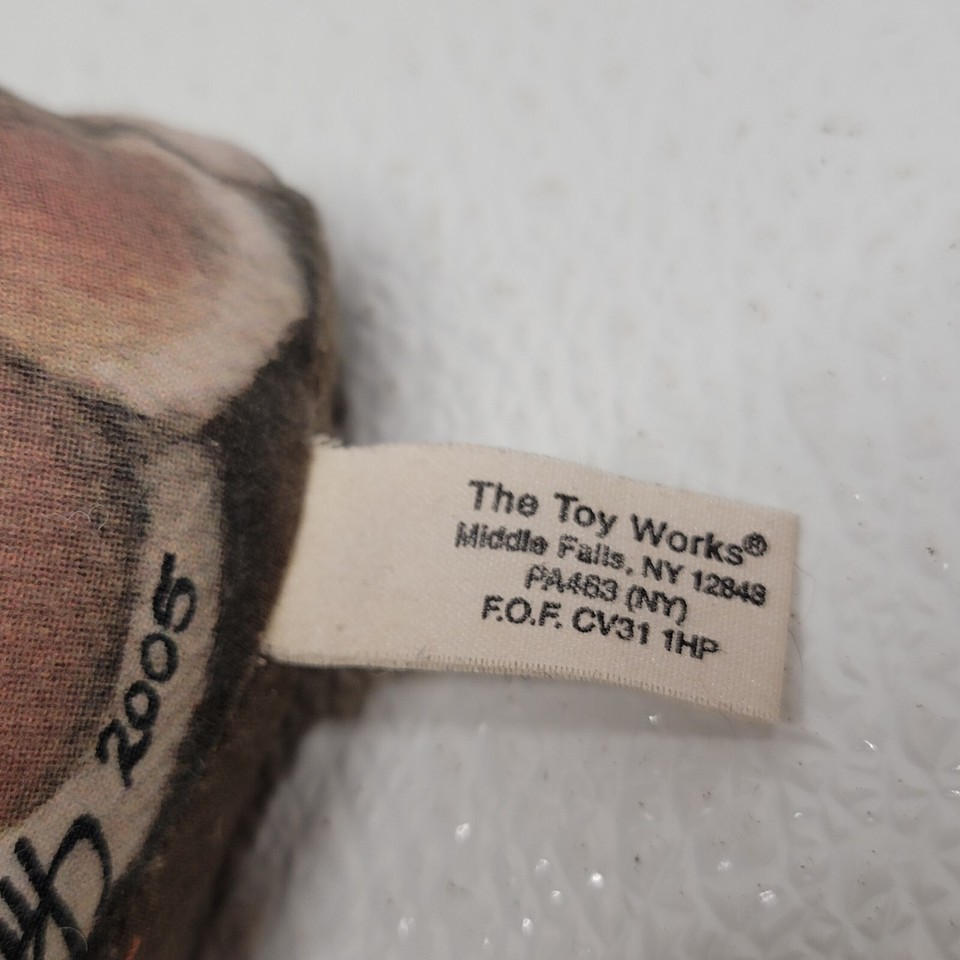 The Toy Works®
Middle Falls, NY 12848
PA463 (NY)
F.O.F. CV31 1HP
2005